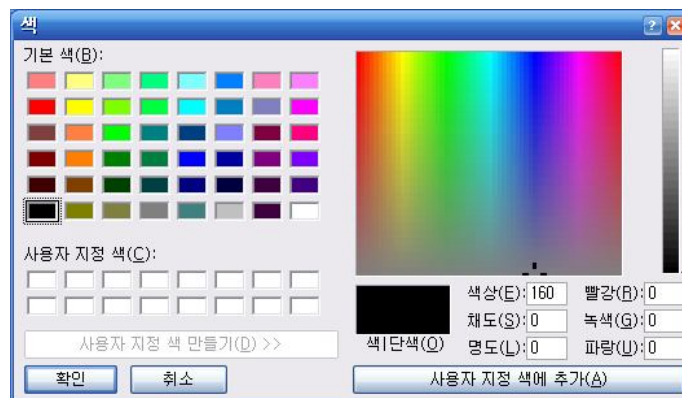 색
기본 색(B):
사용자 지정 색(C):
사용자 지정 색 만들기(D) >>
확인
취소
색|단색(O)
색상(E): 160
채도(S): 0
명도(L): 0
빨강(R): 0
녹색(G): 0
파랑(U): 0
사용자 지정 색에 추가(A)